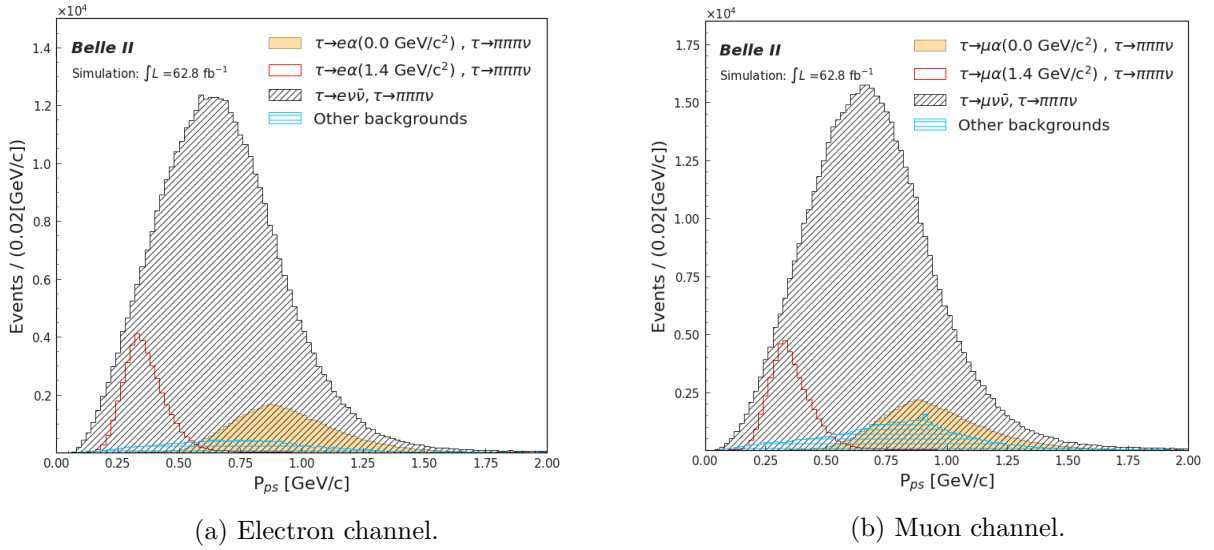 ×10⁴
Belle II
Simulation: ∫L =62.8 fb⁻¹
τ→eα(0.0 GeV/c²) , τ→πππν
τ→eα(1.4 GeV/c²) , τ→πππν
τ→eνν̄, τ→πππν
Other backgrounds
Events / (0.02[GeV/c])
1.4
1.2
1.0
0.8
0.6
0.4
0.2
0.00 0.25 0.50 0.75 1.00 1.25 1.50 1.75 2.00
P_ps [GeV/c]
(a) Electron channel.
×10⁴
Belle II
Simulation: ∫L =62.8 fb⁻¹
τ→μα(0.0 GeV/c²) , τ→πππν
τ→μα(1.4 GeV/c²) , τ→πππν
τ→μνν̄, τ→πππν
Other backgrounds
Events / (0.02[GeV/c])
1.75
1.50
1.25
1.00
0.75
0.50
0.25
0.00 0.25 0.50 0.75 1.00 1.25 1.50 1.75 2.00
P_ps [GeV/c]
(b) Muon channel.